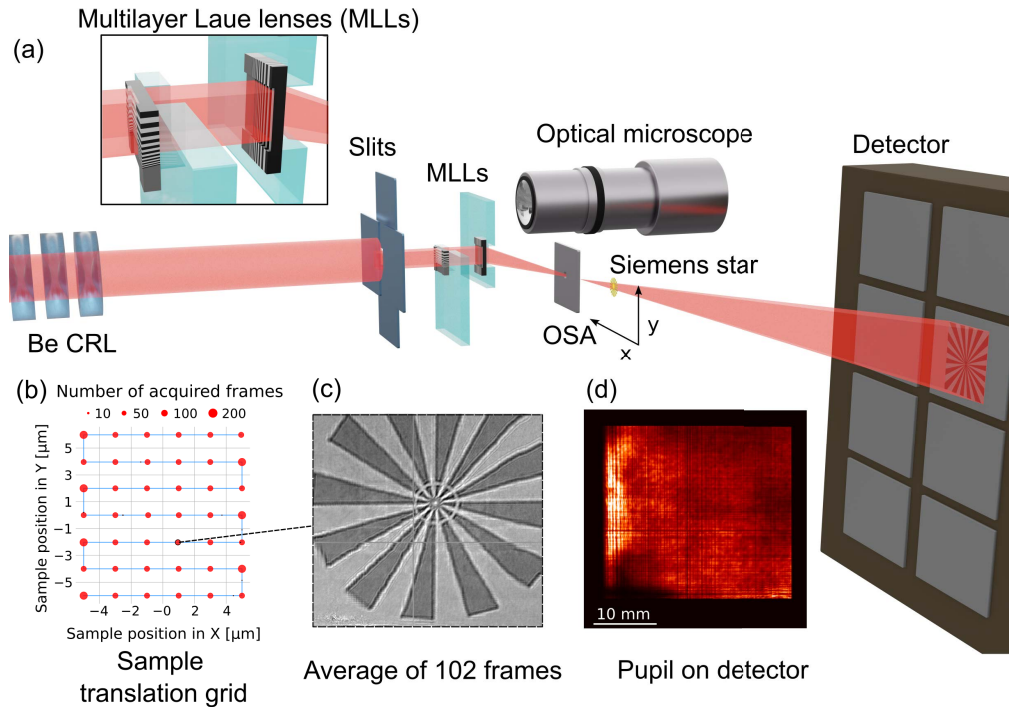 Multilayer Laue lenses (MLLs)
(a)
Slits
MLLs
Optical microscope
Detector
Siemens star
Be CRL
OSA
x
y
(b)
Number of acquired frames
10 50 100 200
Sample position in Y [µm]
5
3
1
−1
−3
−5
−4 −2 0 2 4
Sample position in X [µm]
Sample
translation grid
(c)
Average of 102 frames
(d)
10 mm
Pupil on detector